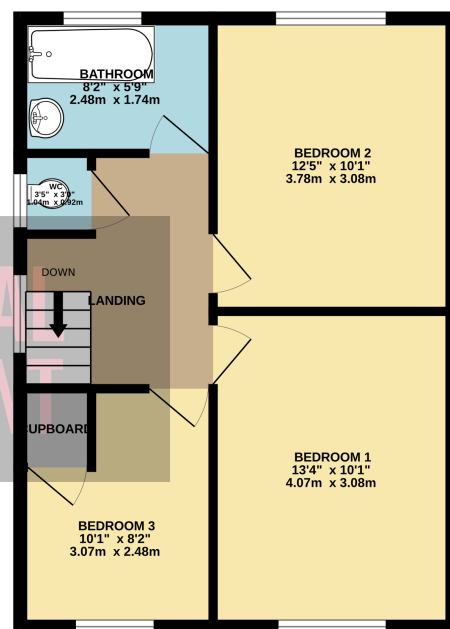 BATHROOM
8'2" x 5'9"
2.48m x 1.74m
BEDROOM 2
12'5" x 10'1"
3.78m x 3.08m
WC
3'5" x 3'0"
1.04m x 0.92m
DOWN
LANDING
CUPBOARD
BEDROOM 1
13'4" x 10'1"
4.07m x 3.08m
BEDROOM 3
10'1" x 8'2"
3.07m x 2.48m